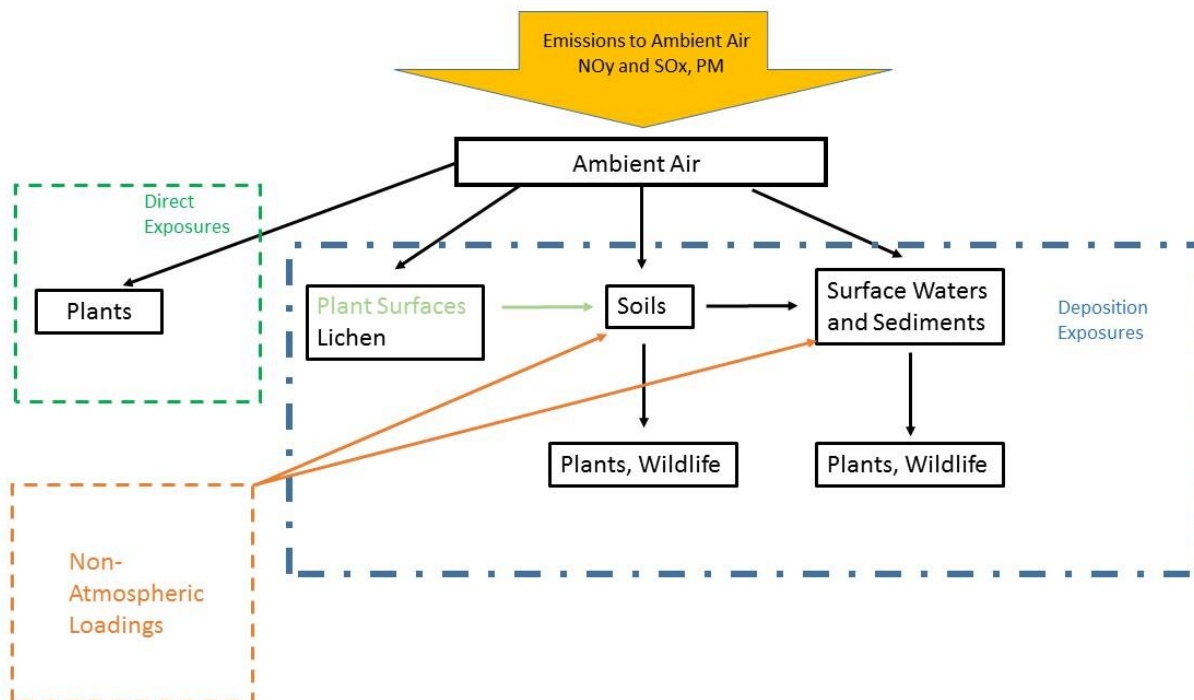 Emissions to Ambient Air
NOy and SOx, PM
Ambient Air
Direct
Exposures
Plants
Plant Surfaces
Lichen
Soils
Surface Waters
and Sediments
Deposition
Exposures
Plants, Wildlife
Plants, Wildlife
Non-
Atmospheric
Loadings